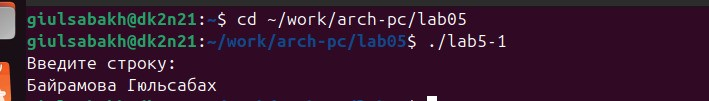 giulsabakh@dk2n21:~$ cd ~/work/arch-pc/lab05
giulsabakh@dk2n21:~/work/arch-pc/lab05$ ./lab5-1
Введите строку:
Байрамова Гюльсабах